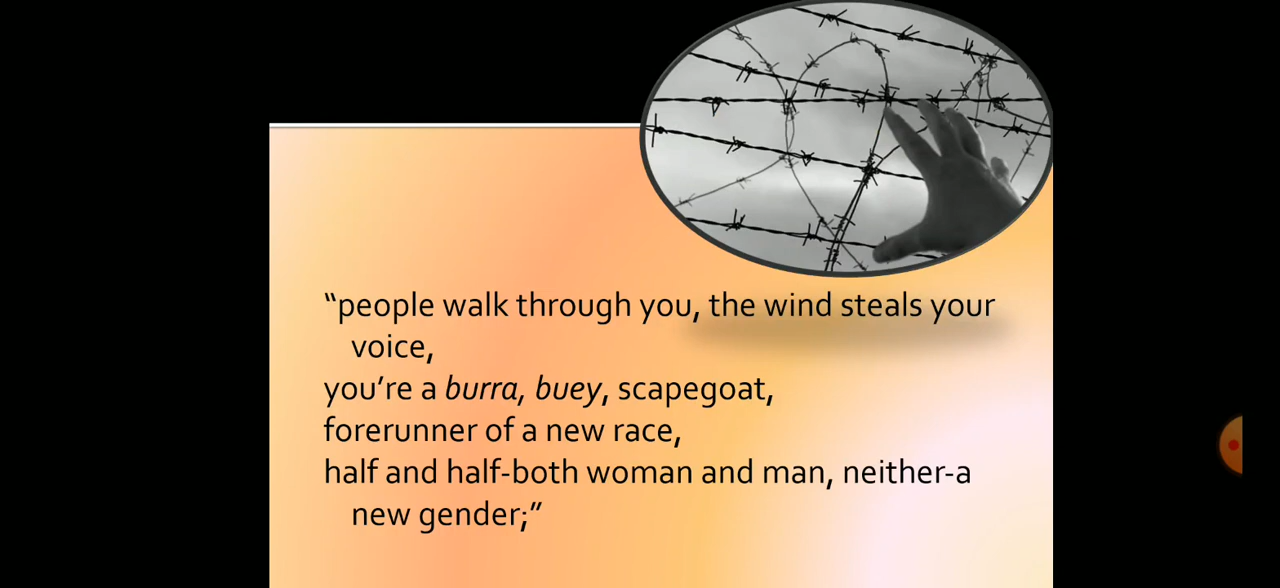 “people walk through you, the wind steals your
voice,
you’re a burra, buey, scapegoat,
forerunner of a new race,
half and half-both woman and man, neither-a
new gender;”